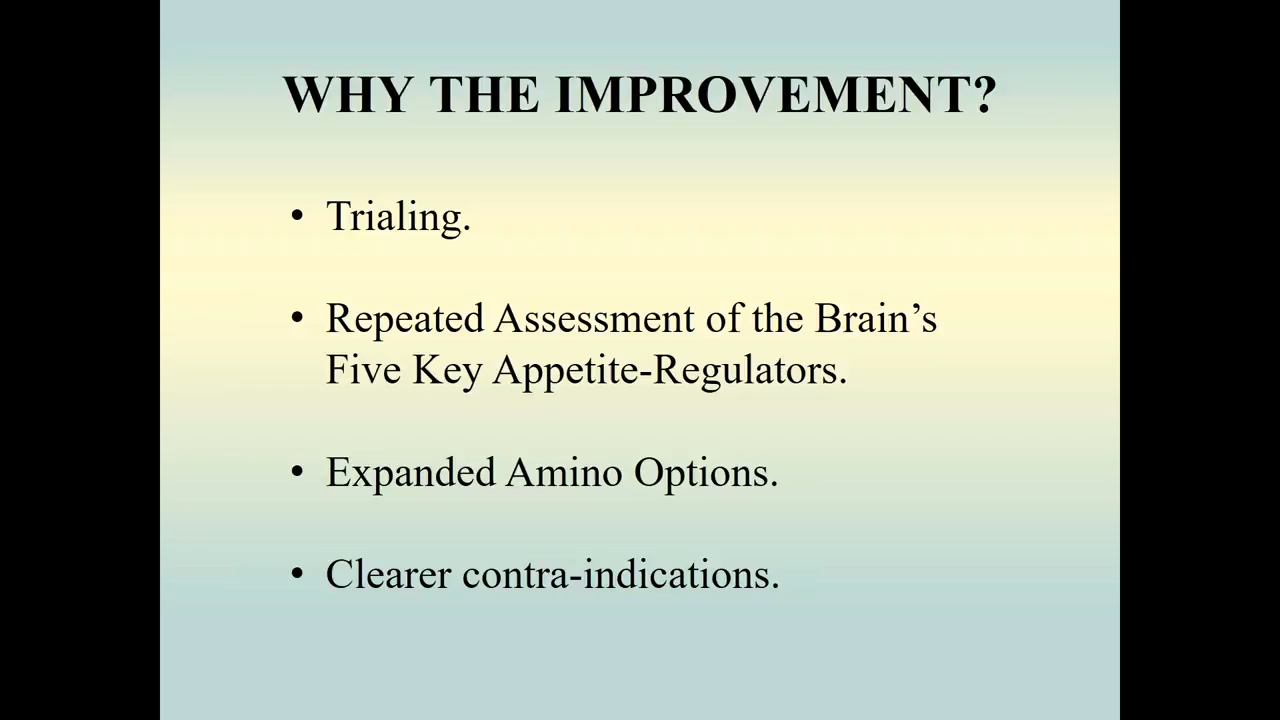 WHY THE IMPROVEMENT?
• Trialing.
• Repeated Assessment of the Brain’s
Five Key Appetite-Regulators.
• Expanded Amino Options.
• Clearer contra-indications.